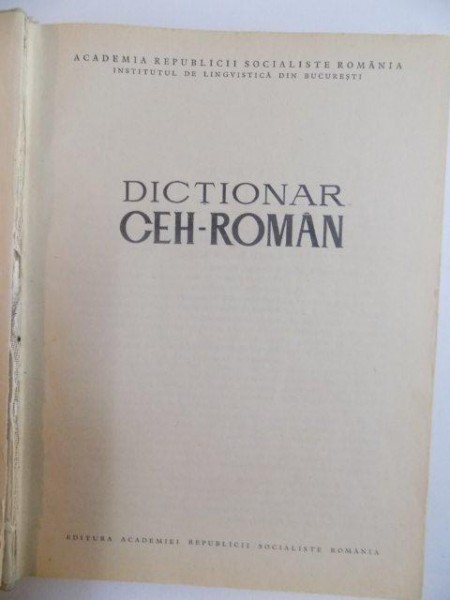 ACADEMIA REPUBLICII SOCIALISTE ROMÂNIA
INSTITUTUL DE LINGVISTICĂ DIN BUCUREȘTI
DICTIONAR
CEH-ROMÂN
EDITURA ACADEMIEI REPUBLICII SOCIALISTE ROMÂNIA